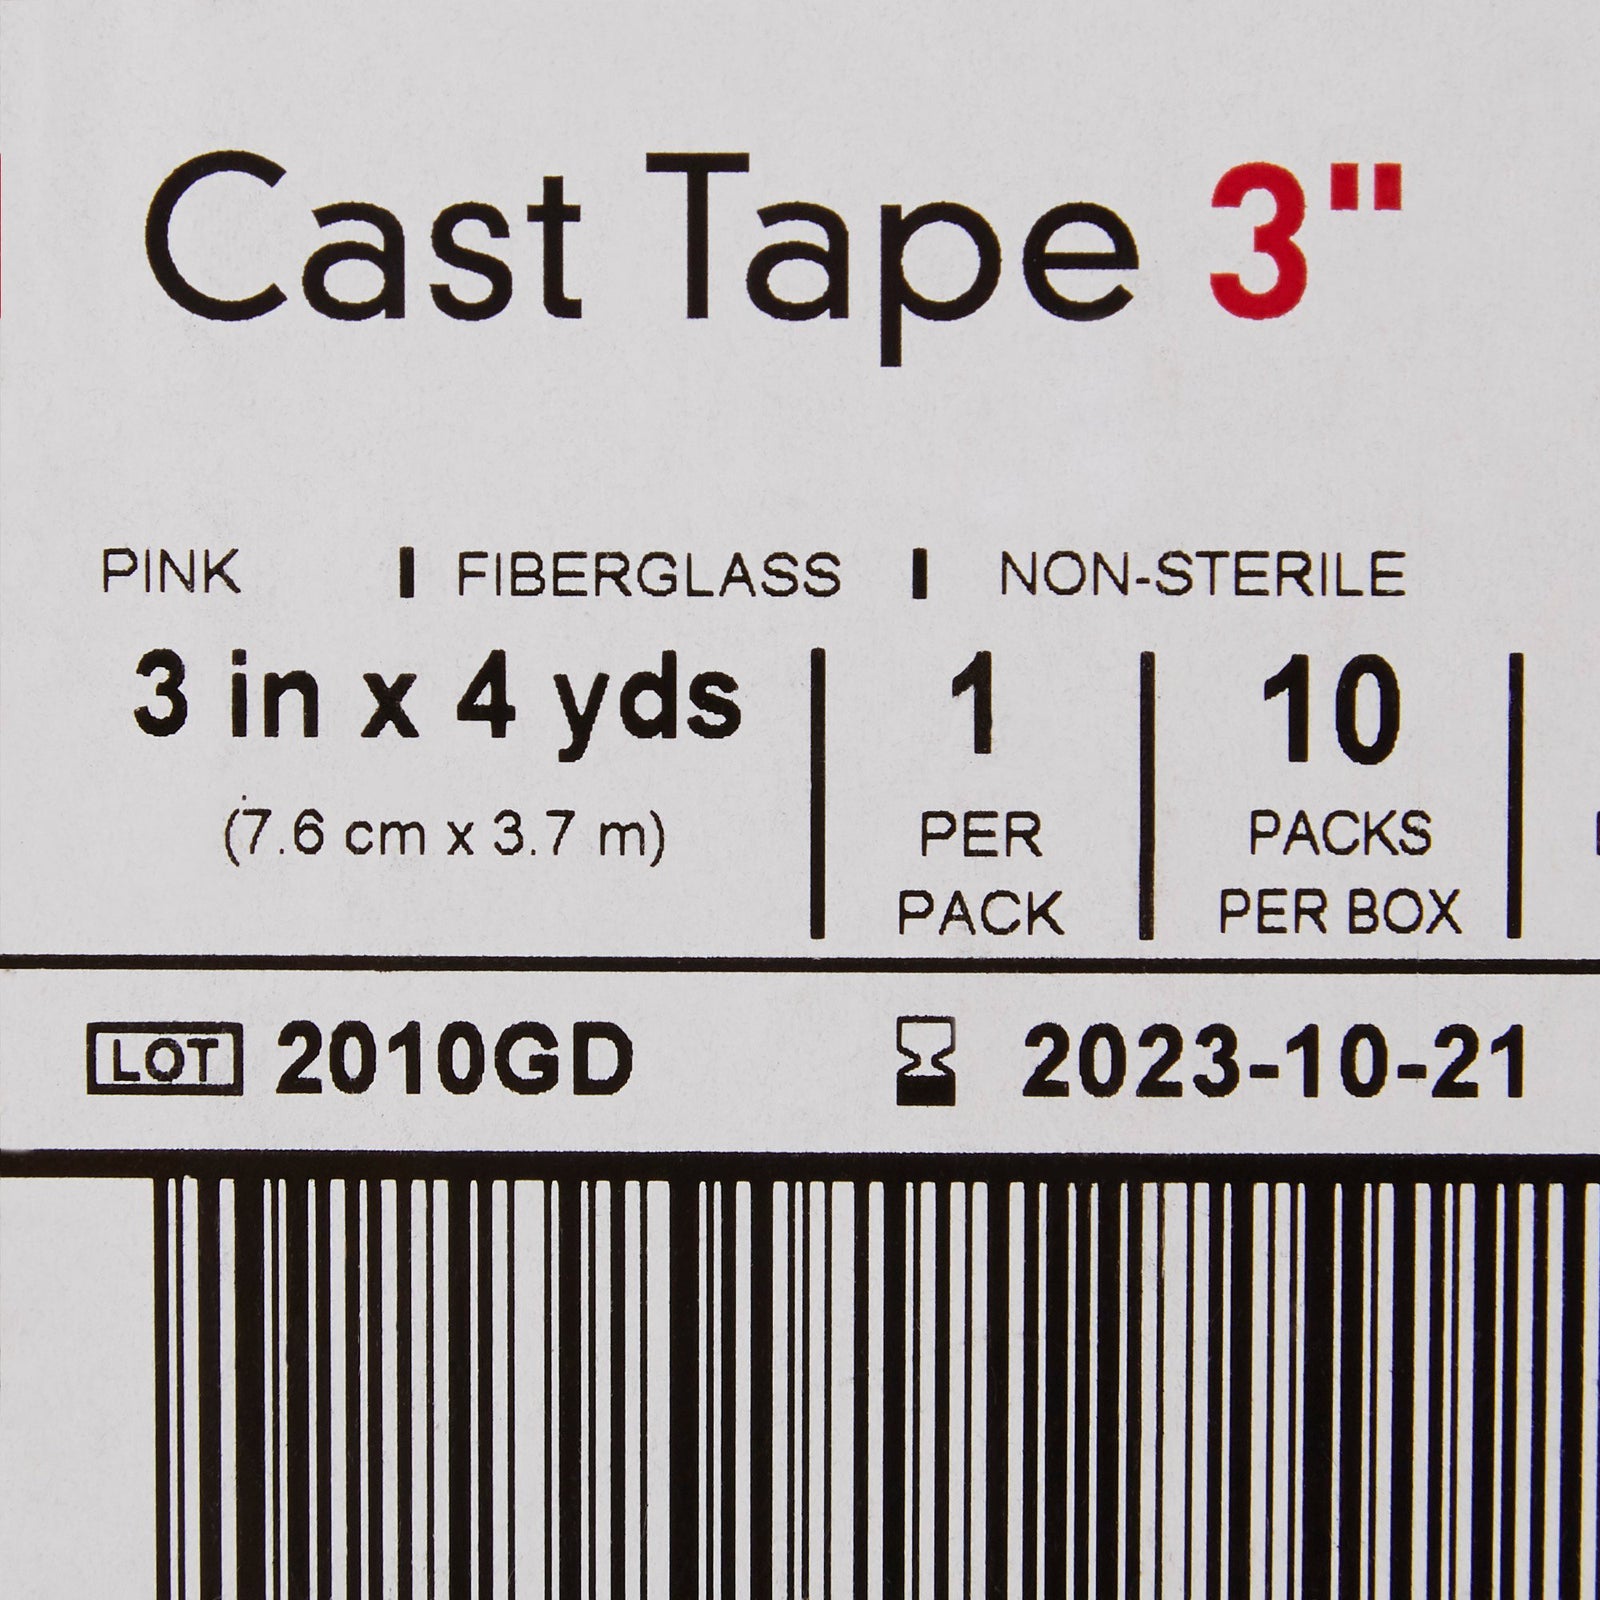 Cast Tape 3"
PINK FIBERGLASS NON-STERILE
3 in x 4 yds 1 10
(7.6 cm x 3.7 m) PER PACKS
PACK PER BOX
LOT 2010GD 2023-10-21